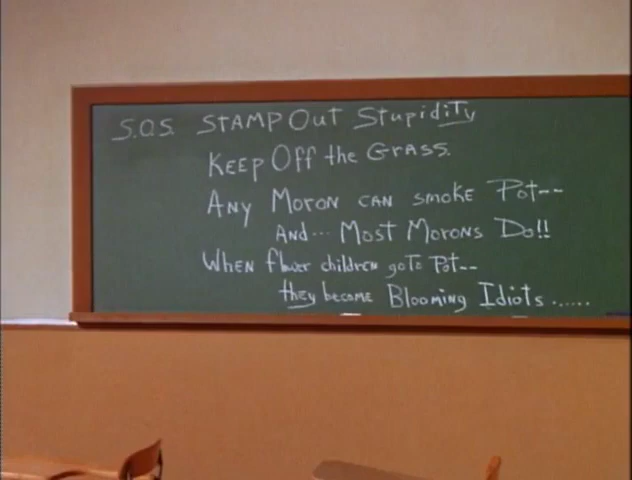 S.O.S. STAMP OUT STupidiTy
KEEP Off the GRASS.
ANY MORON CAN SMOKE POT--
AND... MOST MORONS DO!!
WHEN flower children go To POT--
they become Blooming Idiots......